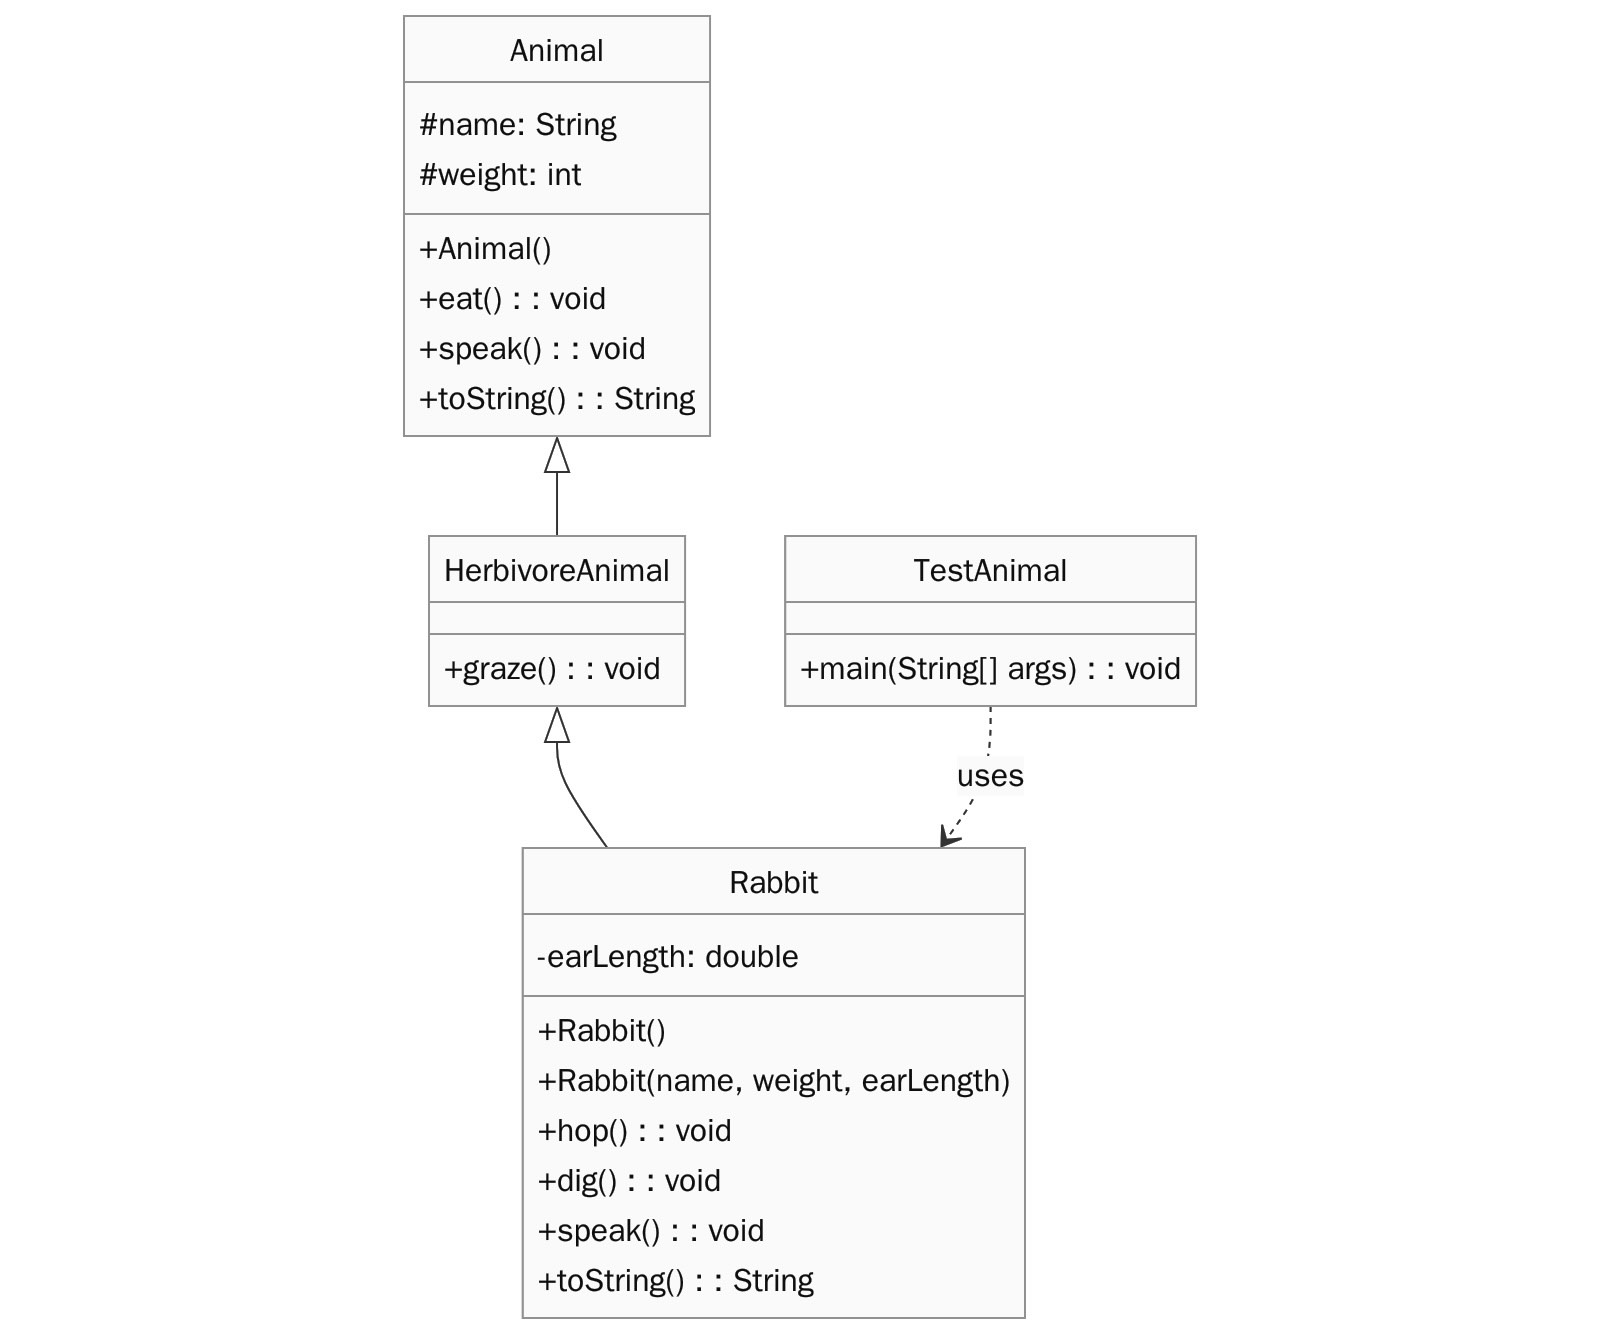 Animal
#name: String
#weight: int
+Animal()
+eat() : : void
+speak() : : void
+toString() : : String
HerbivoreAnimal
+graze() : : void
TestAnimal
+main(String[] args) : : void
uses
Rabbit
-earLength: double
+Rabbit()
+Rabbit(name, weight, earLength)
+hop() : : void
+dig() : : void
+speak() : : void
+toString() : : String